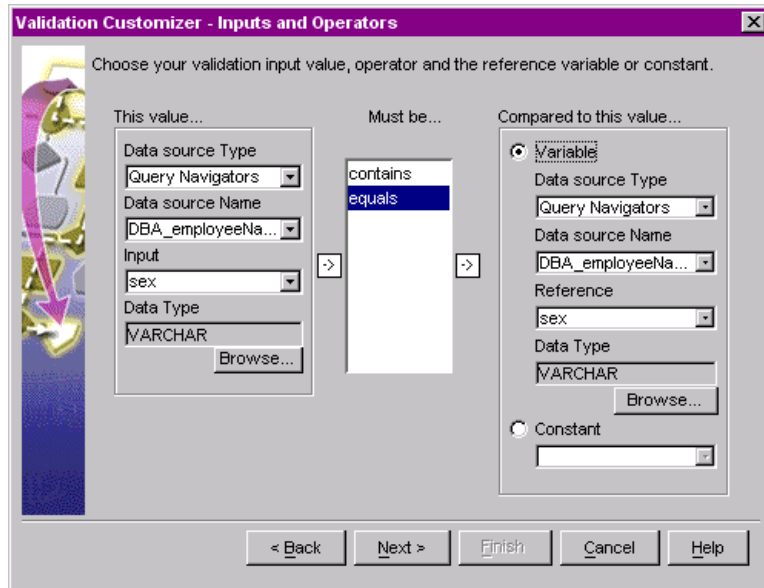 Validation Customizer - Inputs and Operators
Choose your validation input value, operator and the reference variable or constant.
This value...
Data source Type
Query Navigators
Data source Name
DBA_employeeNa...
Input
sex
Data Type
VARCHAR
Browse...
->
Must be...
contains
equals
->
Compared to this value...
Variable
Data source Type
Query Navigators
Data source Name
DBA_employeeNa...
Reference
sex
Data Type
VARCHAR
Browse...
Constant
< Back
Next >
Finish
Cancel
Help